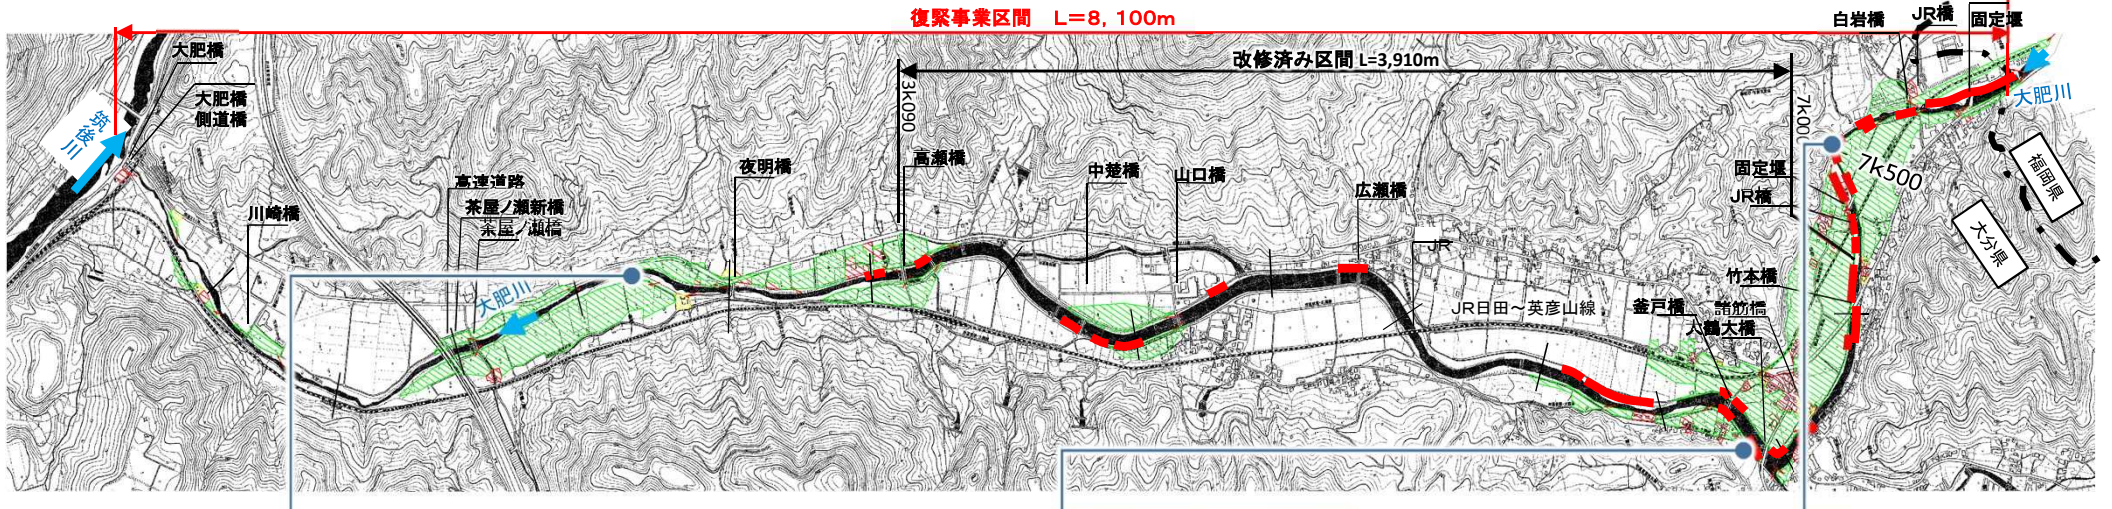 復緊事業区間 L=8,100m
改修済み区間 L=3,910m
大肥橋
大肥橋
側道橋
筑後川
川崎橋
高速道路
茶屋ノ瀬新橋
茶屋ノ瀬橋
大肥川
夜明橋
3k090
高瀬橋
中楚橋
山口橋
広瀬橋
JR
JR日田～英彦山線
釜戸橋
諸筋橋
大鶴大橋
竹本橋
固定堰
JR橋
7k00
7k500
白岩橋
JR橋
固定堰
大肥川
福岡県
大分県